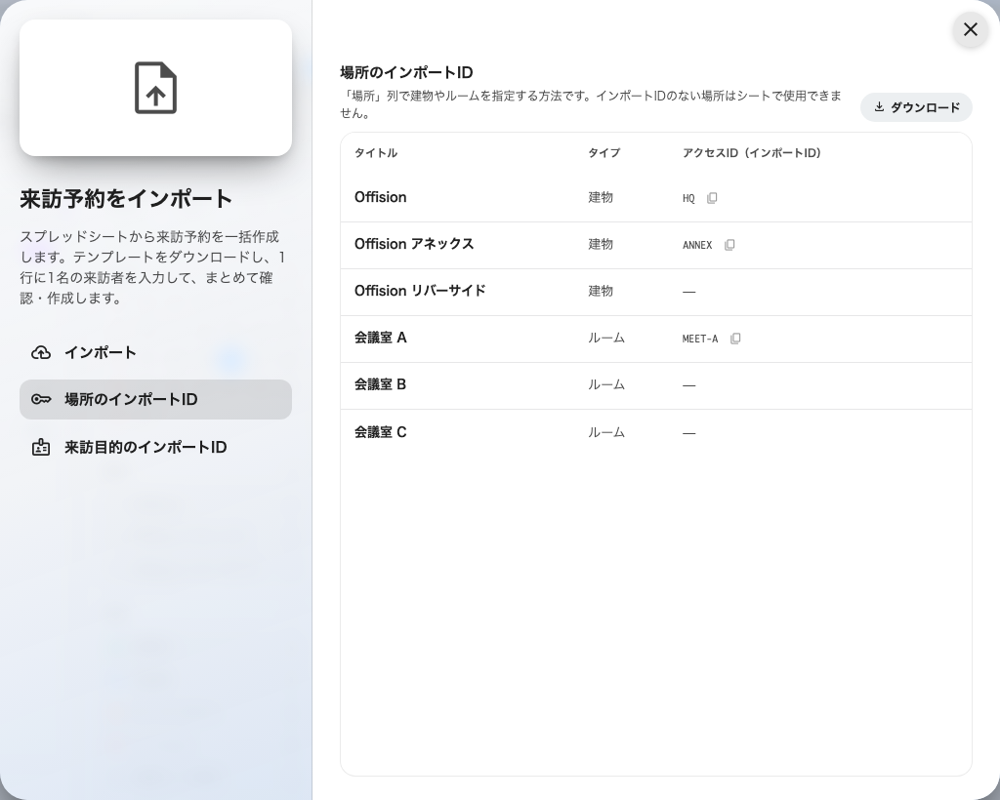 来訪予約をインポート
スプレッドシートから来訪予約を一括作成
します。テンプレートをダウンロードし、1
行に1名の来訪者を入力して、まとめて確
認・作成します。
インポート
場所のインポートID
来訪目的のインポートID
場所のインポートID
「場所」列で建物やルームを指定する方法です。インポートIDのない場所はシートで使用できま
せん。
ダウンロード
タイトル タイプ アクセスID（インポートID）
Offision 建物 HQ
Offision アネックス 建物 ANNEX
Offision リバーサイド 建物 —
会議室 A ルーム MEET-A
会議室 B ルーム —
会議室 C ルーム —